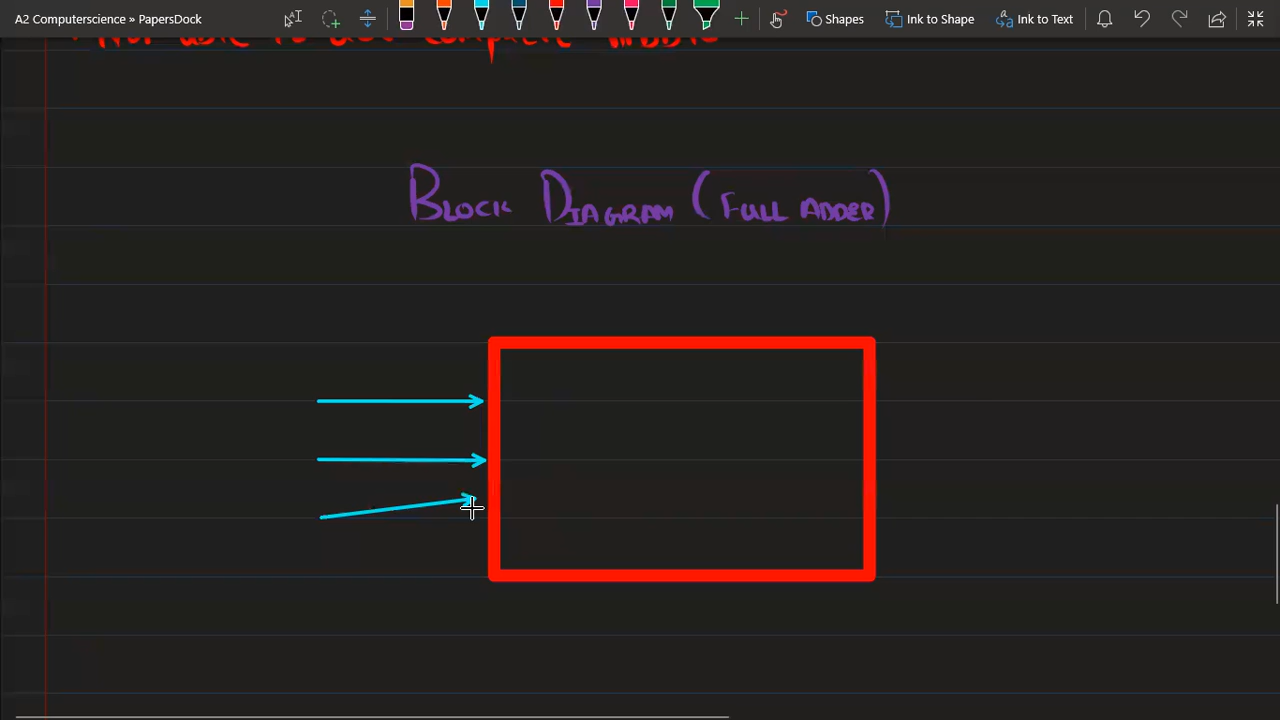 A2 Computerscience » PapersDock
Shapes
Ink to Shape
Ink to Text
Block Diagram (Full Adder)